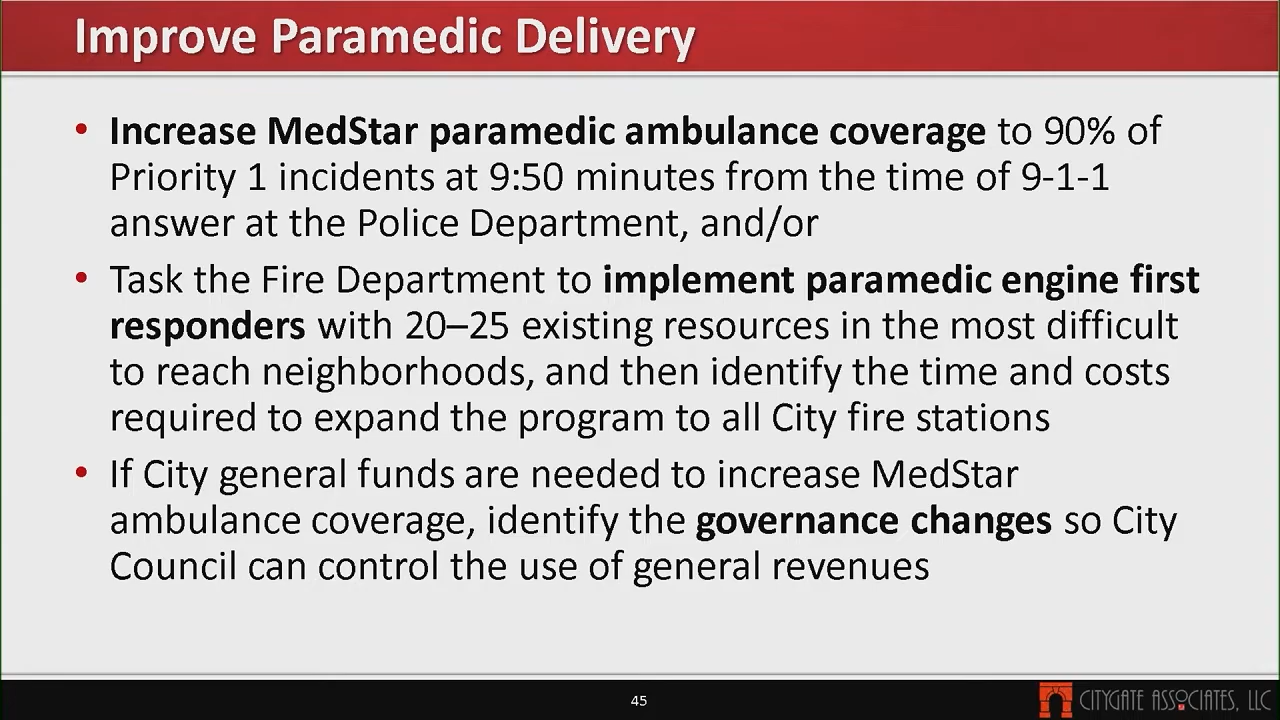 Improve Paramedic Delivery
• Increase MedStar paramedic ambulance coverage to 90% of
Priority 1 incidents at 9:50 minutes from the time of 9-1-1
answer at the Police Department, and/or
• Task the Fire Department to implement paramedic engine first
responders with 20–25 existing resources in the most difficult
to reach neighborhoods, and then identify the time and costs
required to expand the program to all City fire stations
• If City general funds are needed to increase MedStar
ambulance coverage, identify the governance changes so City
Council can control the use of general revenues
45
CITYGATE ASSOCIATES, LLC